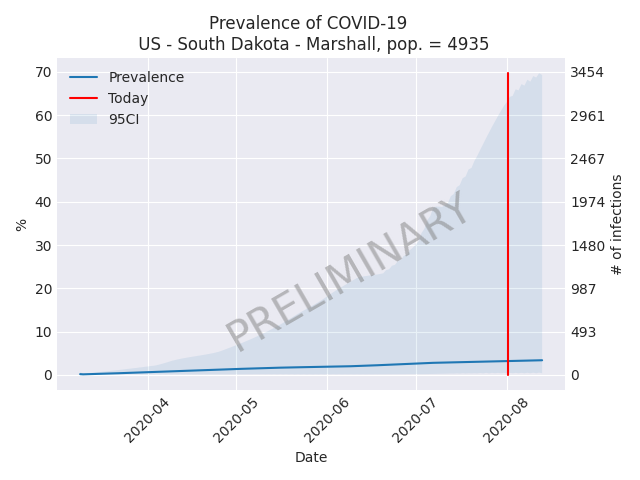 Prevalence of COVID-19
US - South Dakota - Marshall, pop. = 4935
Prevalence
Today
95CI
70
60
50
40
30
20
10
0
%
3454
2961
2467
1974
1480
987
493
0
# of infections
PRELIMINARY
2020-04
2020-05
2020-06
2020-07
2020-08
Date